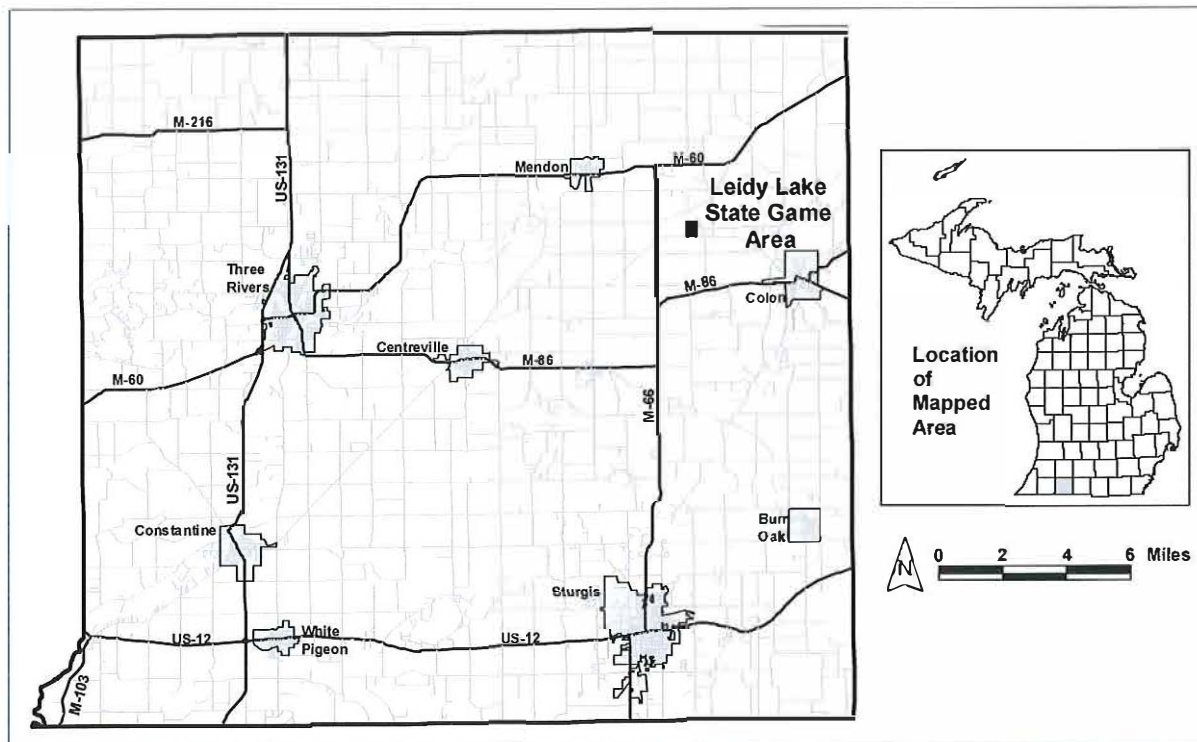 M-216
US-131
Mendon
M-60
Leidy Lake
State Game
Area
Three
Rivers
M-86
Colon
Centreville
M-86
M-60
M-66
US-131
Constantine
Burr
Oak
Sturgis
US-12
White
Pigeon
US-12
M-103
Location
of
Mapped
Area
N
0 2 4 6 Miles